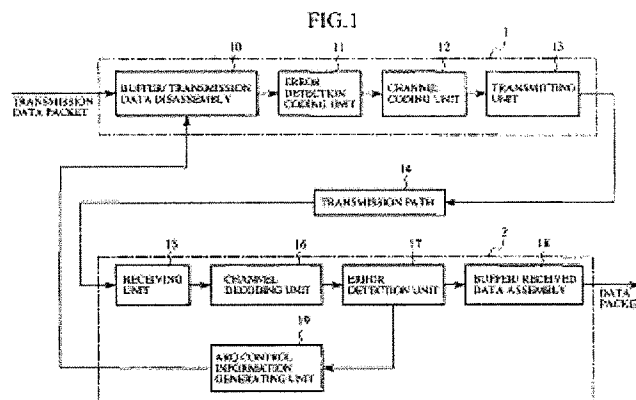 FIG.1
10
11
12
1
13
TRANSMISSION
DATA PACKET
BUFFER/TRANSMISSION
DATA DISASSEMBLY
ERROR
DETECTION
CODING UNIT
CHANNEL
CODING UNIT
TRANSMITTING
UNIT
14
TRANSMISSION PATH
15
16
17
2
18
RECEIVING
UNIT
CHANNEL
DECODING UNIT
ERROR
DETECTION UNIT
BUFFER/RECEIVED
DATA ASSEMBLY
DATA
PACKET
19
ARQ CONTROL
INFORMATION
GENERATING UNIT